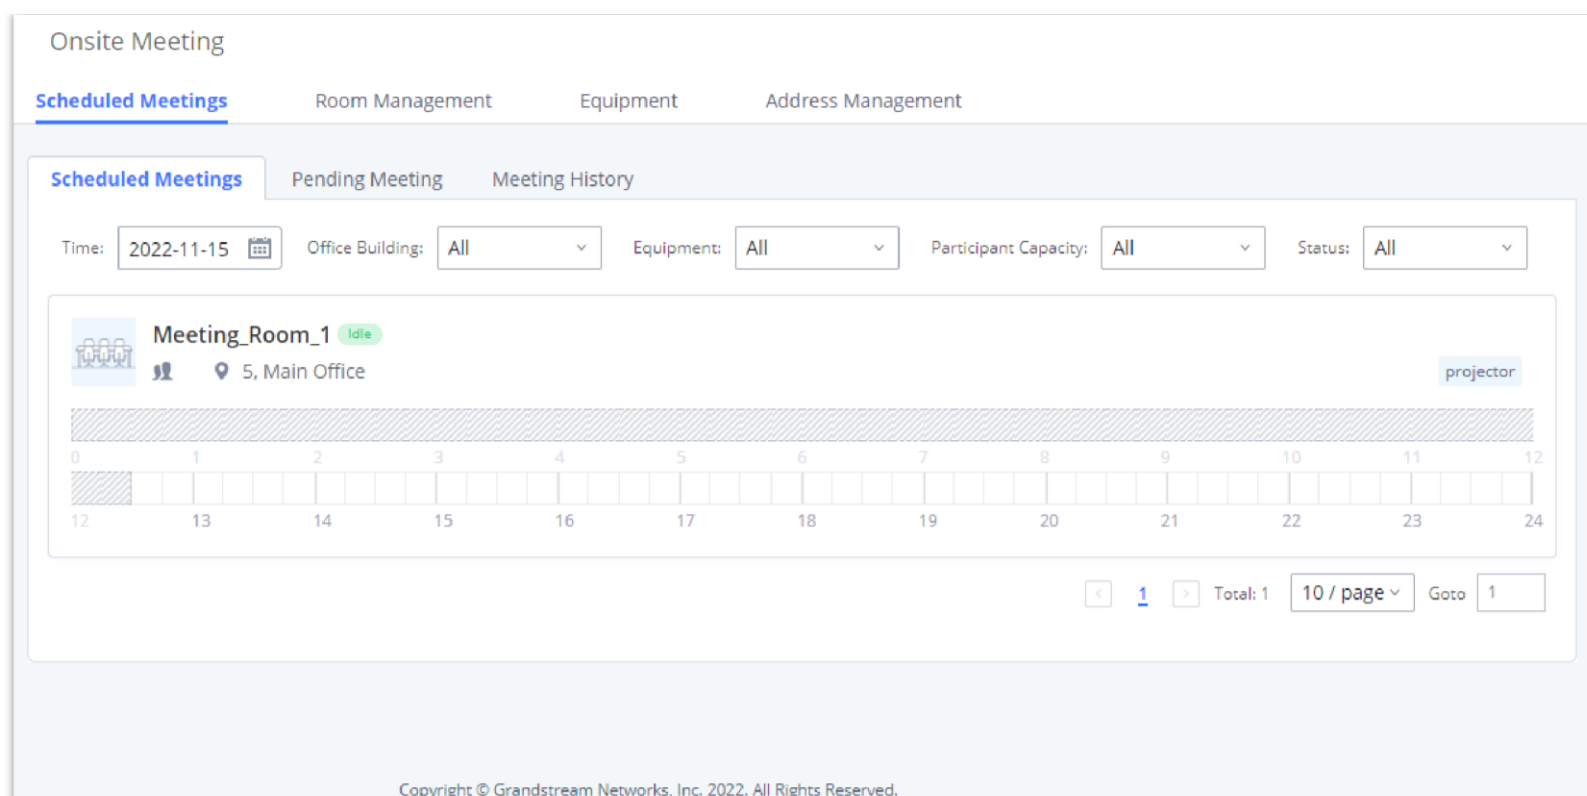 Onsite Meeting
Scheduled Meetings Room Management Equipment Address Management
Scheduled Meetings Pending Meeting Meeting History
Time: 2022-11-15 Office Building: All Equipment: All Participant Capacity: All Status: All
Meeting_Room_1 Idle
5, Main Office projector
0 1 2 3 4 5 6 7 8 9 10 11 12
12 13 14 15 16 17 18 19 20 21 22 23 24
< 1 > Total: 1 10 / page Goto 1
Copyright © Grandstream Networks, Inc. 2022. All Rights Reserved.